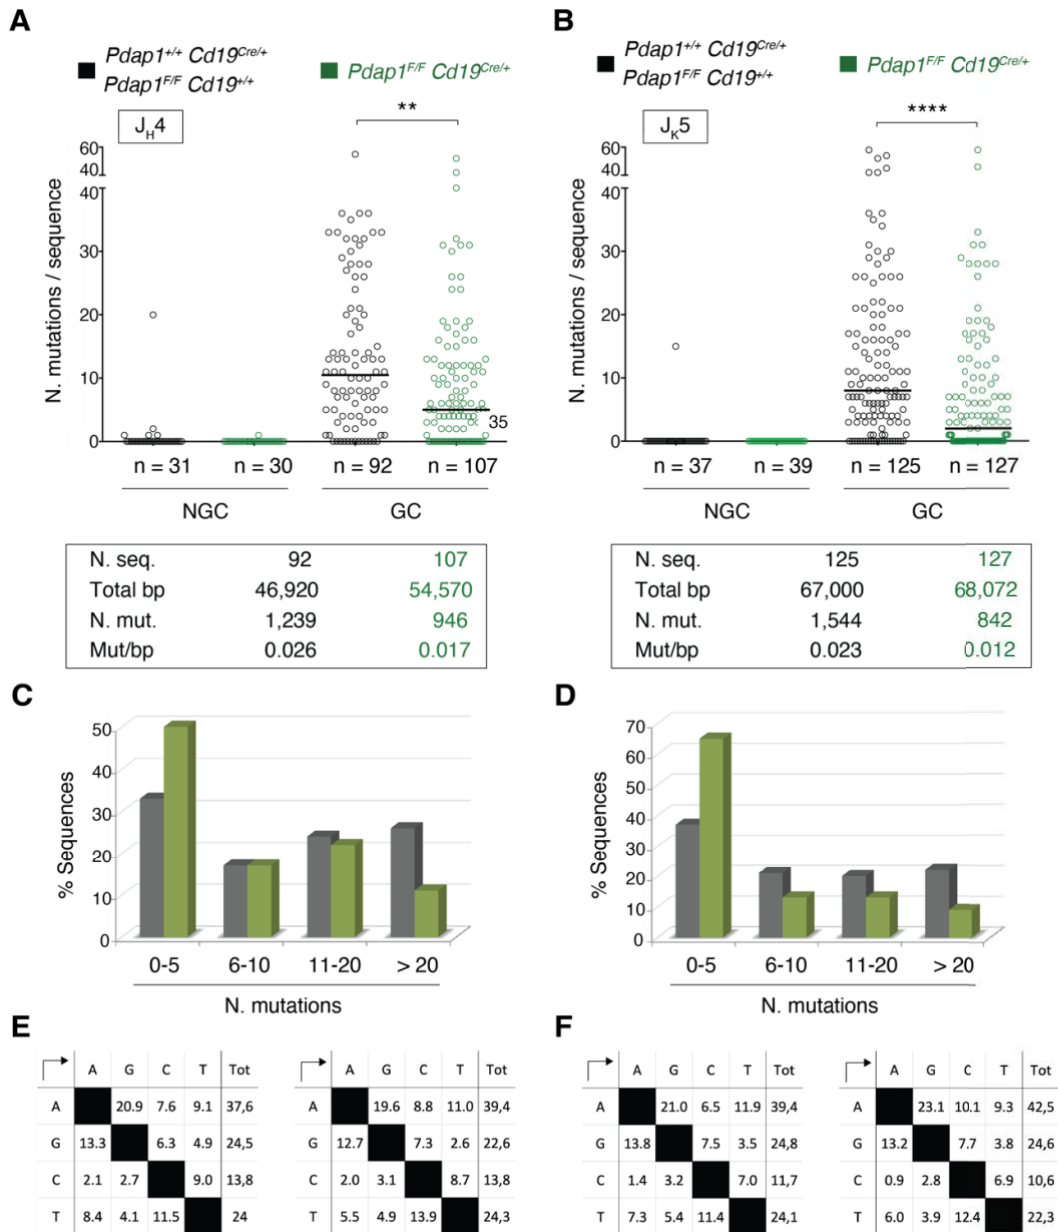 A
Pdap1+/+ Cd19Cre/+
Pdap1F/F Cd19+/+
Pdap1F/F Cd19Cre/+
JH4
**
N. mutations / sequence
60
40
40
30
20
10
0
35
n = 31 n = 30 n = 92 n = 107
NGC GC
N. seq. 92 107
Total bp 46,920 54,570
N. mut. 1,239 946
Mut/bp 0.026 0.017
B
Pdap1+/+ Cd19Cre/+
Pdap1F/F Cd19+/+
Pdap1F/F Cd19Cre/+
JK5
****
N. mutations / sequence
60
40
40
30
20
10
0
n = 37 n = 39 n = 125 n = 127
NGC GC
N. seq. 125 127
Total bp 67,000 68,072
N. mut. 1,544 842
Mut/bp 0.023 0.012
C
% Sequences
50
40
30
20
10
0
0-5 6-10 11-20 > 20
N. mutations
D
% Sequences
70
60
50
40
30
20
10
0
0-5 6-10 11-20 > 20
N. mutations
E
A G C T Tot
A 20.9 7.6 9.1 37,6
G 13.3 6.3 4.9 24,5
C 2.1 2.7 9.0 13,8
T 8.4 4.1 11.5 24
A G C T Tot
A 19.6 8.8 11.0 39,4
G 12.7 7.3 2.6 22,6
C 2.0 3.1 8.7 13,8
T 5.5 4.9 13.9 24,3
F
A G C T Tot
A 21.0 6.5 11.9 39,4
G 13.8 7.5 3.5 24,8
C 1.4 3.2 7.0 11,7
T 7.3 5.4 11.4 24,1
A G C T Tot
A 23.1 10.1 9.3 42,5
G 13.2 7.7 3.8 24,6
C 0.9 2.8 6.9 10,6
T 6.0 3.9 12.4 22,3